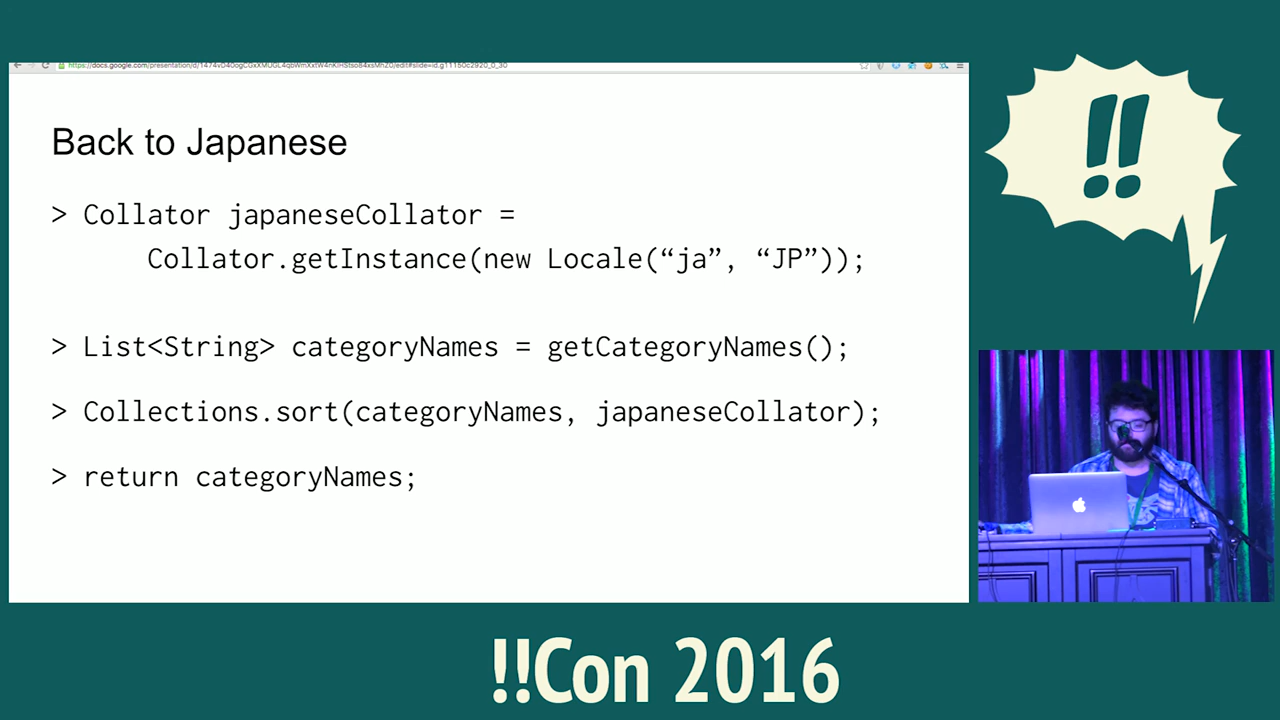 Back to Japanese
> Collator japaneseCollator =
Collator.getInstance(new Locale(“ja”, “JP”));
> List<String> categoryNames = getCategoryNames();
> Collections.sort(categoryNames, japaneseCollator);
> return categoryNames;
!!
!!Con 2016